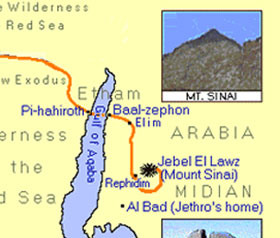 e Wilderness
Red Sea
w Exodus
Etham
MT. SINAI
Pi-hahiroth
Baal-zephon
Elim
Gulf of Aqaba
erness
ARABIA
of
the
Jebel El Lawz
(Mount Sinai)
Rephidim
MIDIAN
d Sea
Al Bad (Jethro's home)